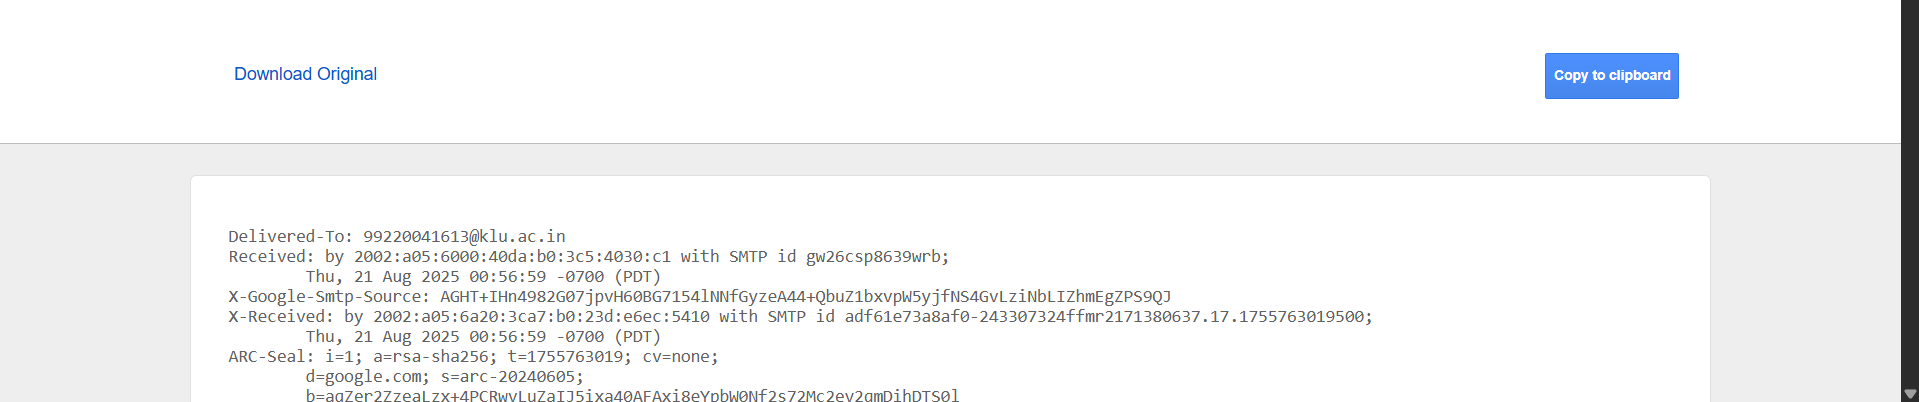 Download Original
Copy to clipboard
Delivered-To: 99220041613@klu.ac.in
Received: by 2002:a05:6000:40da:b0:3c5:4030:c1 with SMTP id gw26csp8639wrb;
Thu, 21 Aug 2025 00:56:59 -0700 (PDT)
X-Google-Smtp-Source: AGHT+IHn4982G07jpvH60BG7154lNNfGyzeA44+QbuZ1bxvpW5yjfNS4GvLziNbLIZhmEgZPS9QJ
X-Received: by 2002:a05:6a20:3ca7:b0:23d:e6ec:5410 with SMTP id adf61e73a8af0-243307324ffmr2171380637.17.1755763019500;
Thu, 21 Aug 2025 00:56:59 -0700 (PDT)
ARC-Seal: i=1; a=rsa-sha256; t=1755763019; cv=none;
d=google.com; s=arc-20240605;
b=agZer2ZzeaLzx+4PCRwvLuZaIJ5ixa40AFAxi8eYpbW0Nf2s72Mc2ev2qmDihDTS0l